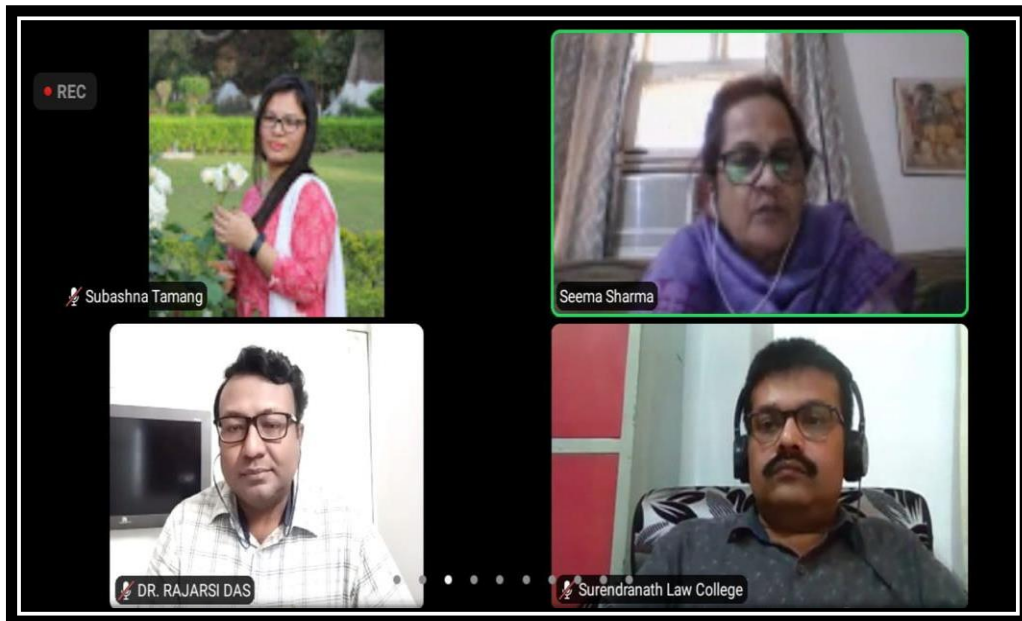 REC
Subashna Tamang
Seema Sharma
DR. RAJARSI DAS
Surendranath Law College